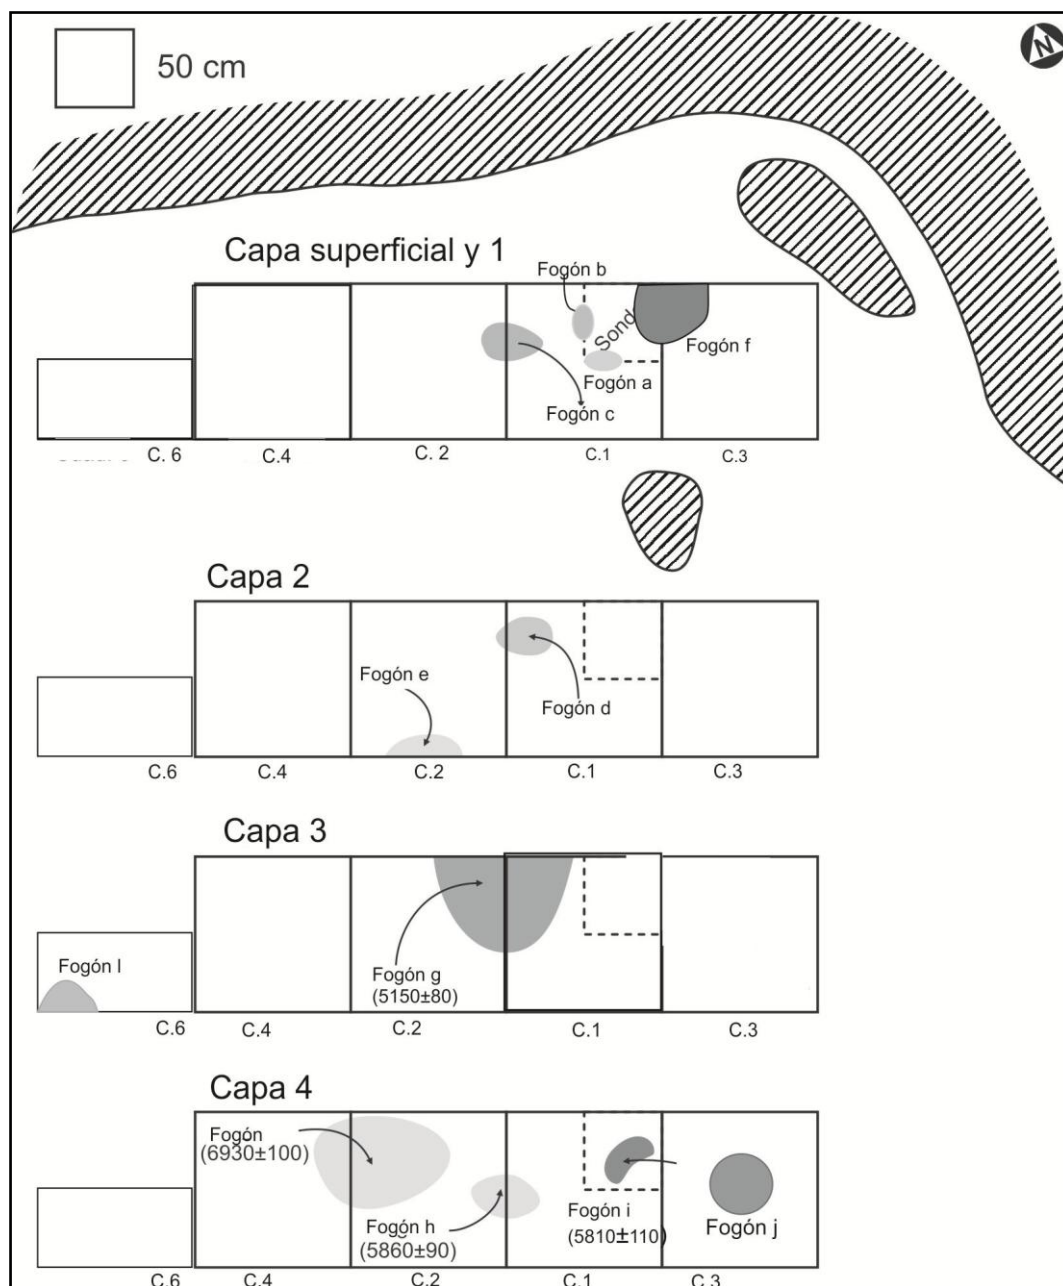 50 cm
N
Capa superficial y 1
Fogón b
Sond
Fogón f
Fogón a
Fogón c
C. 6
C.4
C. 2
C.1
C.3
Capa 2
Fogón e
Fogón d
C.6
C.4
C.2
C.1
C.3
Capa 3
Fogón l
Fogón g
(5150±80)
C.6
C.4
C.2
C.1
C.3
Capa 4
Fogón
(6930±100)
Fogón h
(5860±90)
Fogón i
(5810±110)
Fogón j
C.6
C.4
C.2
C.1
C.3